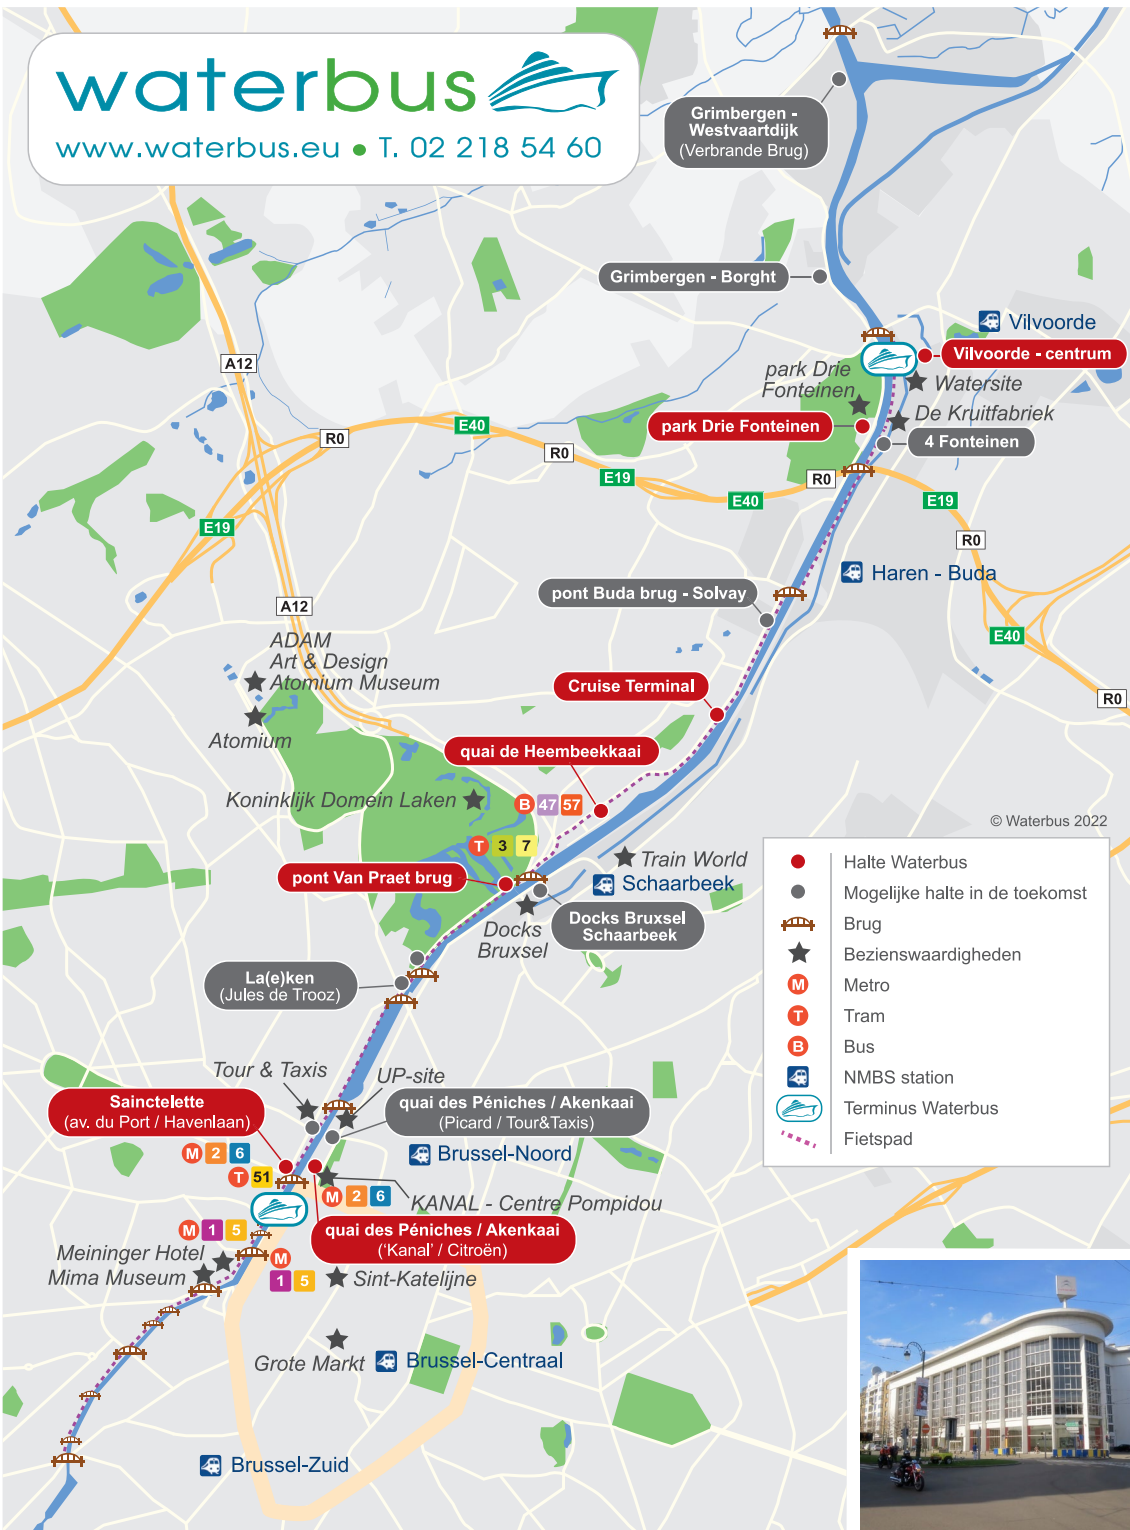 waterbus
www.waterbus.eu • T. 02 218 54 60
Grimbergen -
Westvaartdijk
(Verbrande Brug)
Grimbergen - Borght
Vilvoorde
Vilvoorde - centrum
park Drie
Fonteinen
Watersite
De Kruitfabriek
park Drie Fonteinen
4 Fonteinen
A12
R0
E40
R0
E19
E40
R0
E19
E19
R0
Haren - Buda
pont Buda brug - Solvay
A12
E40
ADAM
Art & Design
Atomium Museum
Cruise Terminal
R0
Atomium
quai de Heembeekkaai
Koninklijk Domein Laken
B 47 57
© Waterbus 2022
T 3 7
Train World
pont Van Praet brug
Schaarbeek
Docks
Bruxsel
Docks Bruxsel
Schaarbeek
La(e)ken
(Jules de Trooz)
Halte Waterbus
Mogelijke halte in de toekomst
Brug
Bezienswaardigheden
M Metro
T Tram
B Bus
NMBS station
Terminus Waterbus
Fietspad
Tour & Taxis
UP-site
Sainctelette
(av. du Port / Havenlaan)
quai des Péniches / Akenkaai
(Picard / Tour&Taxis)
M 2 6
Brussel-Noord
T 51
M 2 6
KANAL - Centre Pompidou
M 1 5
quai des Péniches / Akenkaai
('Kanal' / Citroën)
Meininger Hotel
Mima Museum
M
1 5
Sint-Katelijne
Grote Markt
Brussel-Centraal
Brussel-Zuid